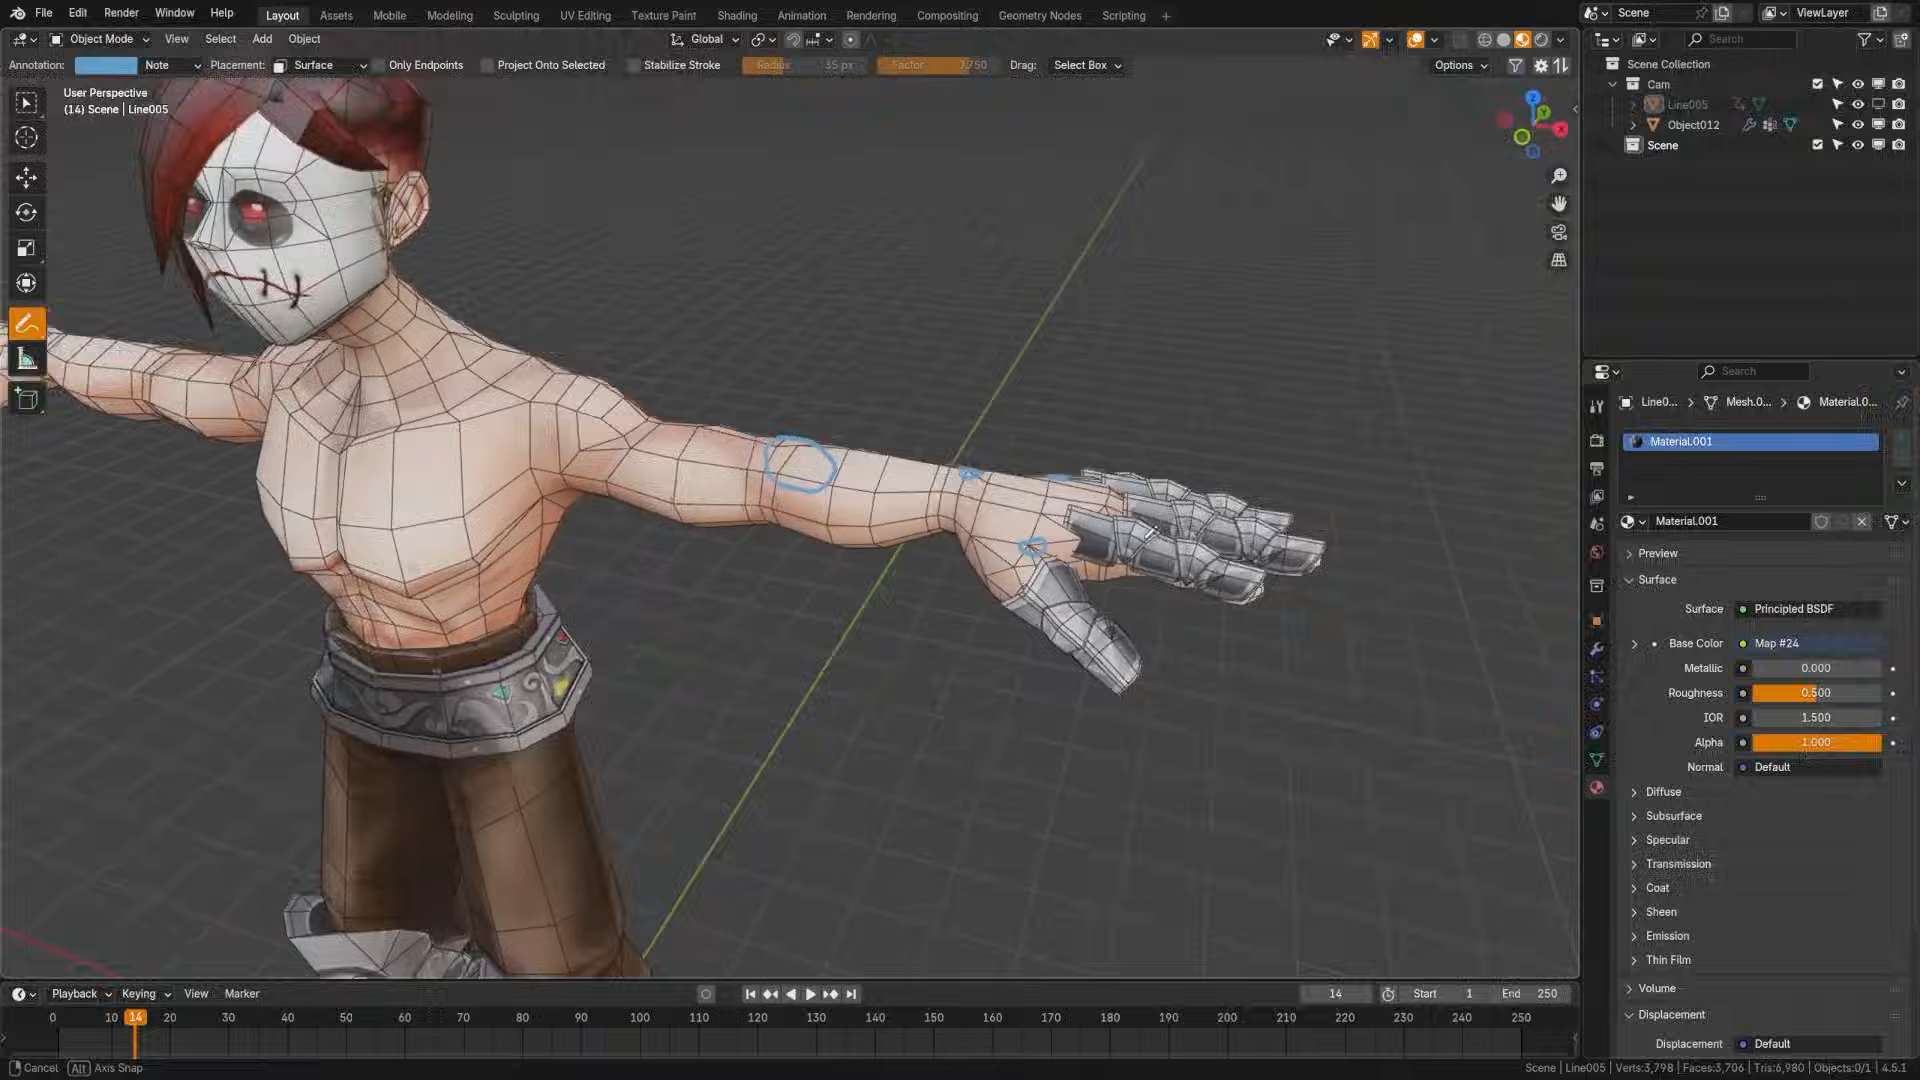 File Edit Render Window Help Layout Assets Mobile Modeling Sculpting UV Editing Texture Paint Shading Animation Rendering Compositing Geometry Nodes Scripting + Scene ViewLayer
Object Mode View Select Add Object Global Search
Annotation: Note Placement: Surface Only Endpoints Project Onto Selected Stabilize Stroke Radius 35 px Factor 0.750 Drag: Select Box Options
Scene Collection
Cam
Line005
Object012
Scene
User Perspective
(14) Scene | Line005
Z
Y
X
Search
Line0... Mesh.0... Material.0...
Material.001
Material.001
Preview
Surface
Surface Principled BSDF
Base Color Map #24
Metallic 0.000
Roughness 0.500
IOR 1.500
Alpha 1.000
Normal Default
Diffuse
Subsurface
Specular
Transmission
Coat
Sheen
Emission
Thin Film
Volume
Displacement
Displacement Default
Playback Keying View Marker 14 Start 1 End 250
0 10 14 20 30 40 50 60 70 80 90 100 110 120 130 140 150 160 170 180 190 200 210 220 230 240 250
Cancel Alt Axis Snap
Scene | Line005 | Verts:3,798 | Faces:3,706 | Tris:6,980 | Objects:0/1 | 4.5.1